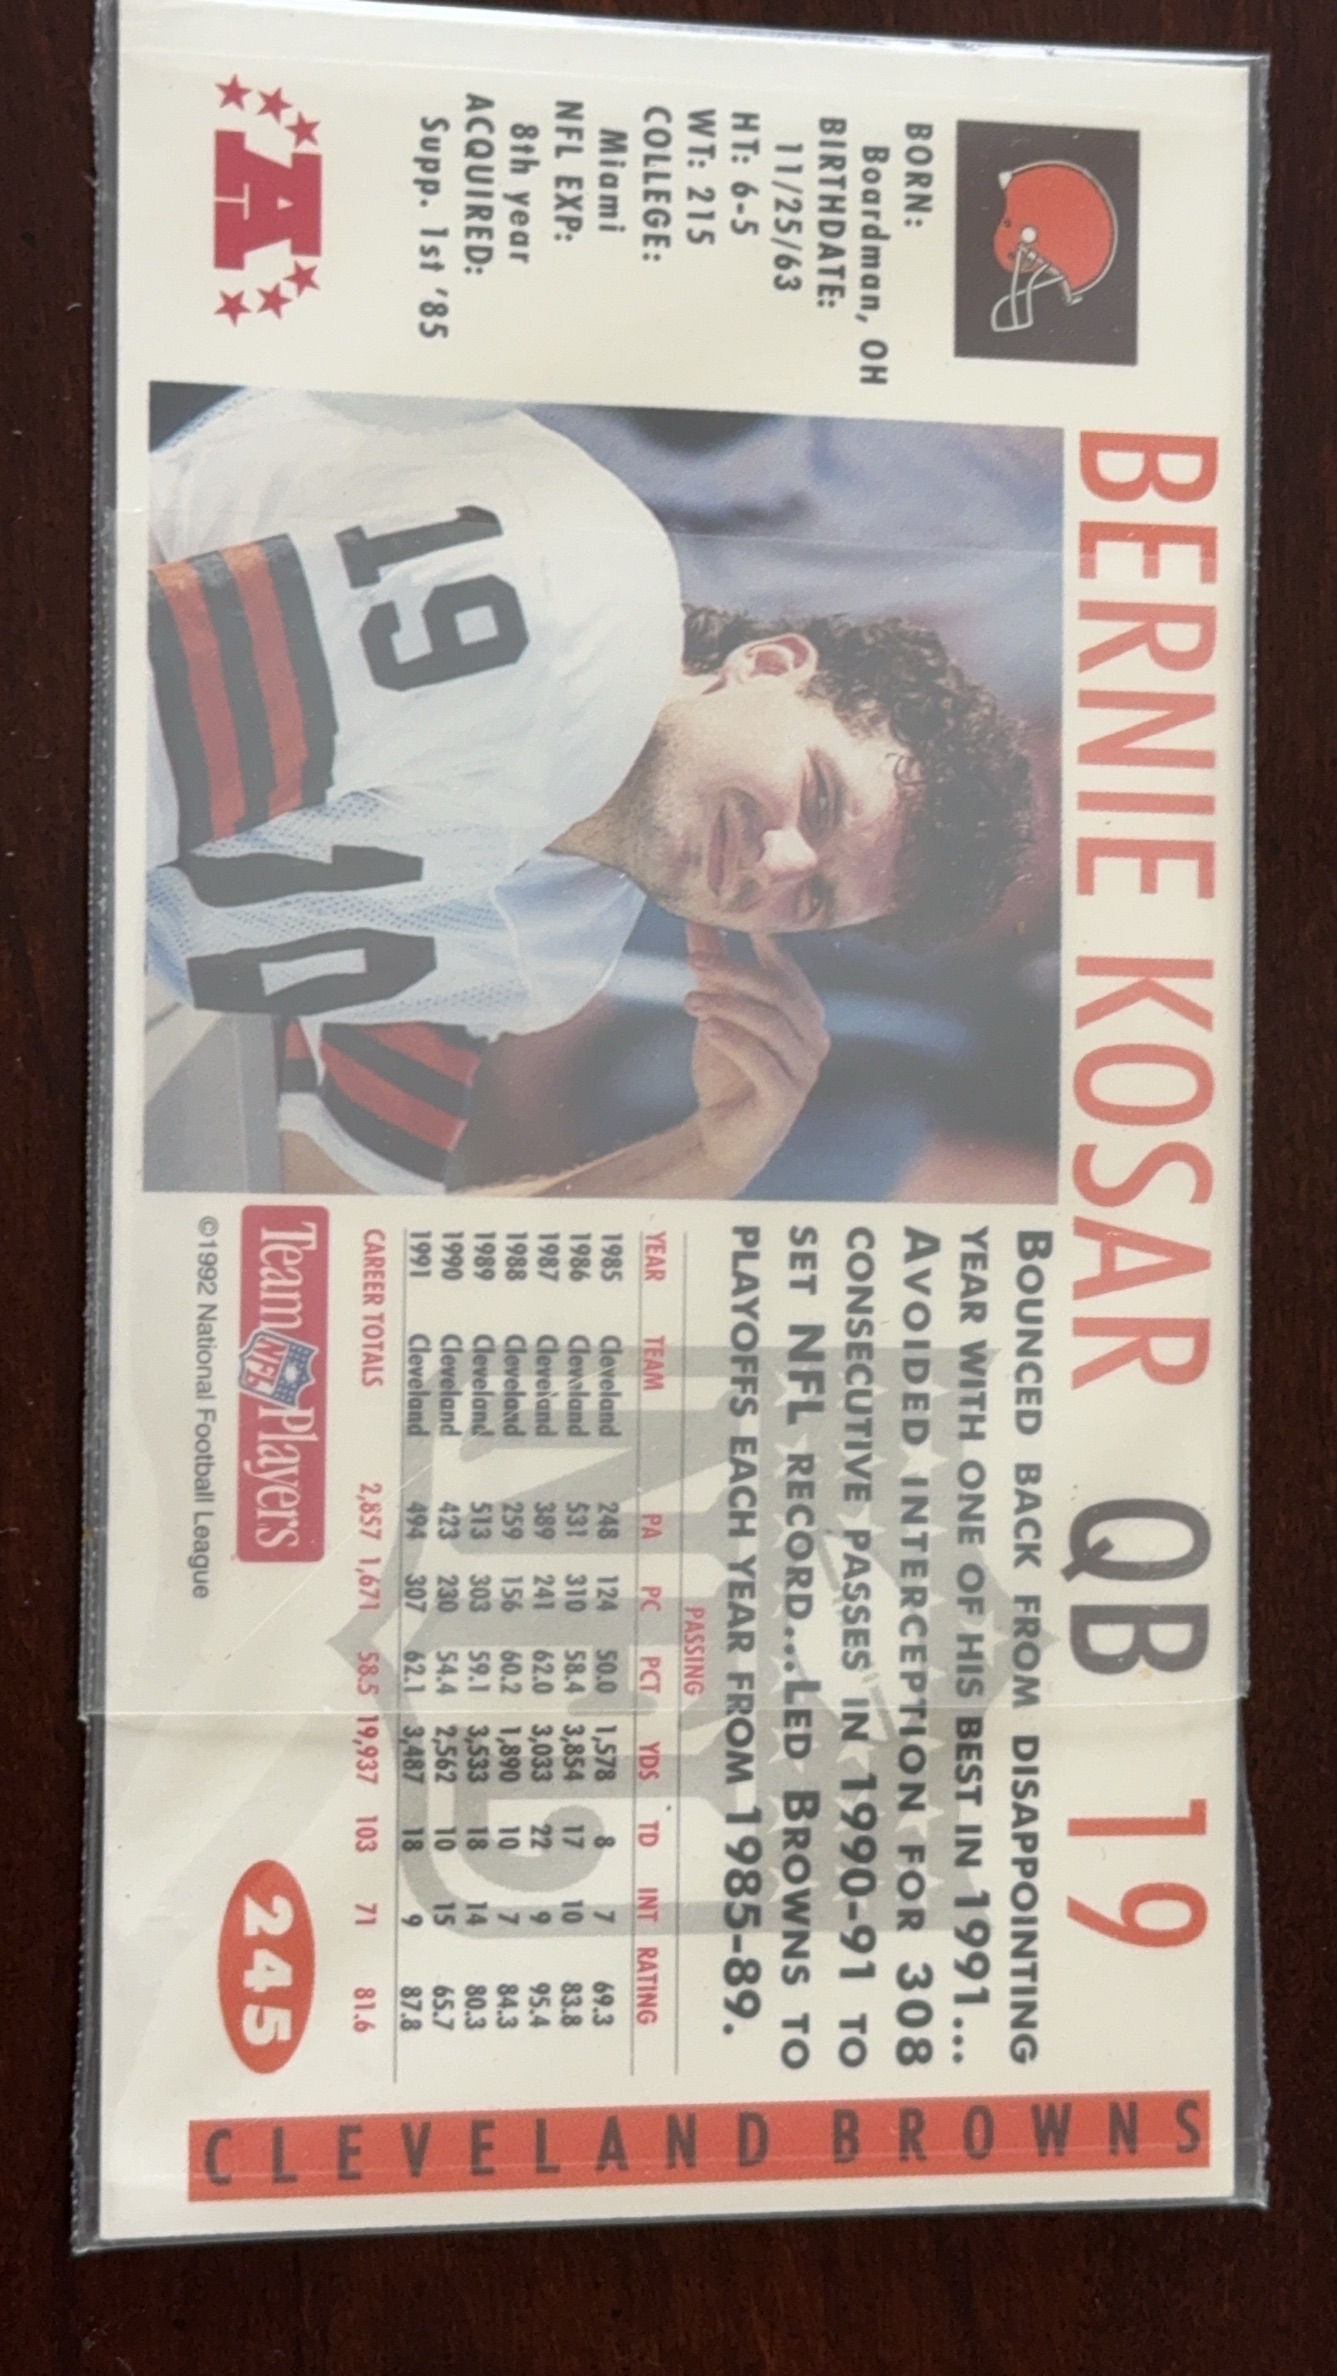 BERNIE KOSAR QB 19
BORN:
Boardman, OH
BIRTHDATE:
11/25/63
HT: 6-5
WT: 215
COLLEGE:
Miami
NFL EXP:
8th year
ACQUIRED:
Supp. 1st '85
A
19
19
BOUNCED BACK FROM DISAPPOINTING
YEAR WITH ONE OF HIS BEST IN 1991...
AVOIDED INTERCEPTION FOR 308
CONSECUTIVE PASSES IN 1990-91 TO
SET NFL RECORD...LED BROWNS TO
PLAYOFFS EACH YEAR FROM 1985-89.
PASSING
YEAR TEAM PA PC PCT YDS TD INT RATING
1985 Cleveland 248 124 50.0 1,578 8 7 69.3
1986 Cleveland 531 310 58.4 3,854 17 10 83.8
1987 Cleveland 389 241 62.0 3,033 22 9 95.4
1988 Cleveland 259 156 60.2 1,890 10 7 84.3
1989 Cleveland 513 303 59.1 3,533 18 14 80.3
1990 Cleveland 423 230 54.4 2,562 10 15 65.7
1991 Cleveland 494 307 62.1 3,487 18 9 87.8
CAREER TOTALS 2,857 1,671 58.5 19,937 103 71 81.6
NFL
Team NFL Players
245
©1992 National Football League
CLEVELAND BROWNS